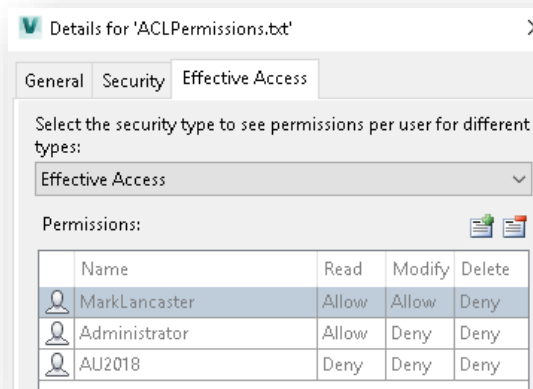 Details for 'ACLPermissions.txt'
General Security Effective Access
Select the security type to see permissions per user for different
types:
Effective Access
Permissions:
Name Read Modify Delete
MarkLancaster Allow Allow Deny
Administrator Allow Deny Deny
AU2018 Deny Deny Deny